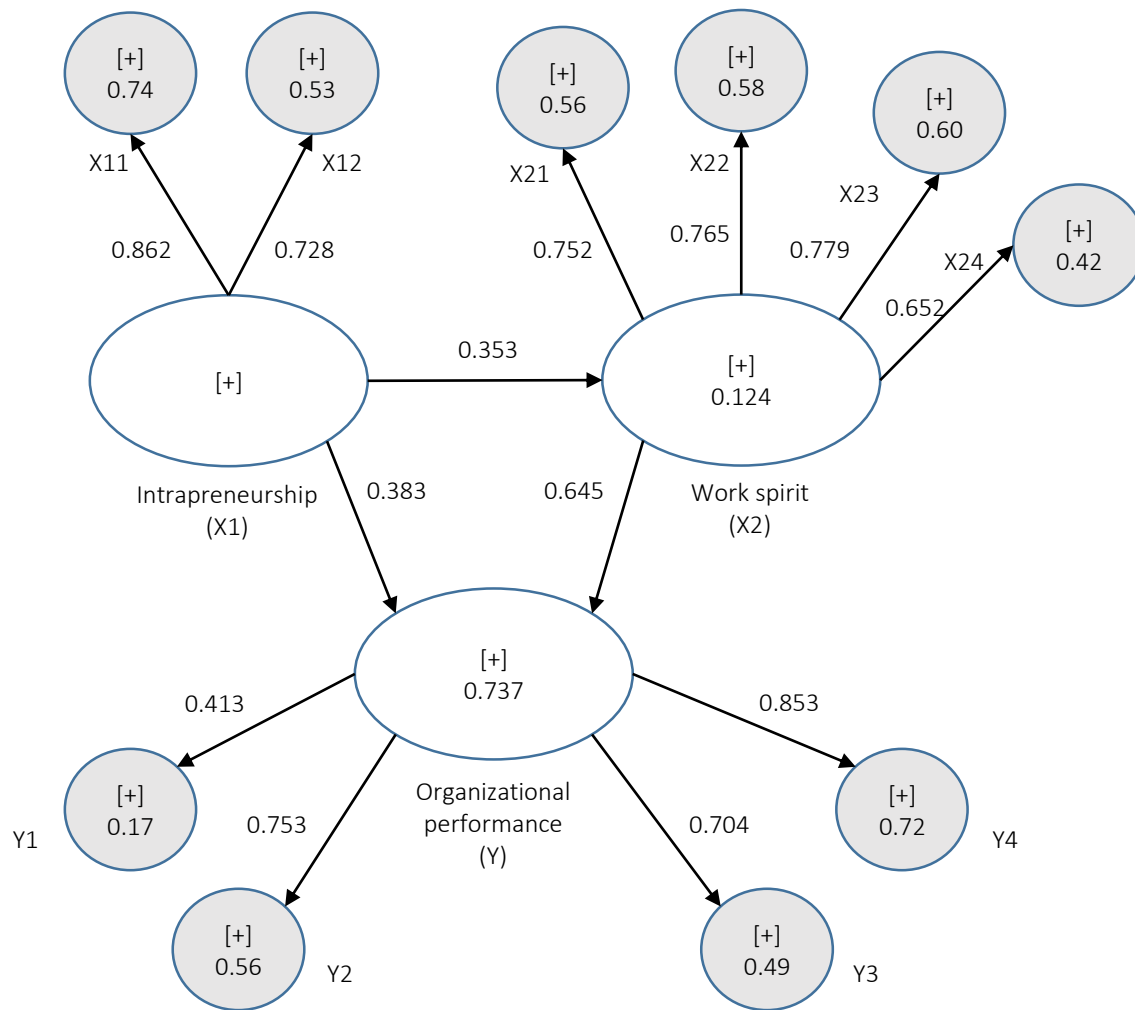 [+]
0.74
[+]
0.53
[+]
0.56
[+]
0.58
[+]
0.60
[+]
0.42
X11
X12
X21
X22
X23
X24
0.862
0.728
0.752
0.765
0.779
0.652
[+]
0.353
[+]
0.124
Intrapreneurship
(X1)
0.383
0.645
Work spirit
(X2)
[+]
0.737
0.413
0.853
Organizational
performance
(Y)
0.753
0.704
Y1
[+]
0.17
[+]
0.72
Y4
[+]
0.56
Y2
[+]
0.49
Y3